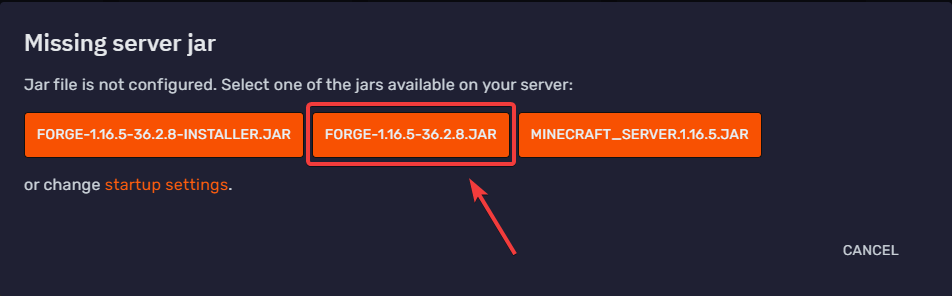 Missing server jar
Jar file is not configured. Select one of the jars available on your server:
FORGE-1.16.5-36.2.8-INSTALLER.JAR FORGE-1.16.5-36.2.8.JAR MINECRAFT_SERVER.1.16.5.JAR
or change startup settings.
CANCEL